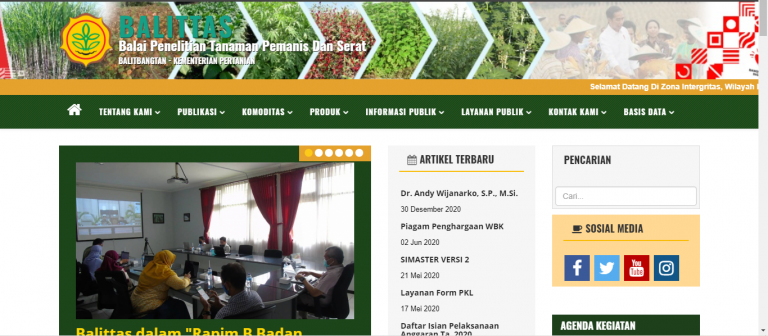 BALITTAS
Balai Penelitian Tanaman Pemanis Dan Serat
BALITBANGTAN - KEMENTERIAN PERTANIAN
Selamat Datang Di Zona Intergritas, Wilayah
TENTANG KAMI PUBLIKASI KOMODITAS PRODUK INFORMASI PUBLIK LAYANAN PUBLIK KONTAK KAMI BASIS DATA
Balittas dalam "Rapim B Badan
ARTIKEL TERBARU
Dr. Andy Wijanarko, S.P., M.Si.
30 Desember 2020
Piagam Penghargaan WBK
02 Jun 2020
SIMASTER VERSI 2
21 Mei 2020
Layanan Form PKL
17 Mei 2020
Daftar Isian Pelaksanaan
Anggaran Ta. 2020
PENCARIAN
Cari...
SOSIAL MEDIA
You Tube
AGENDA KEGIATAN